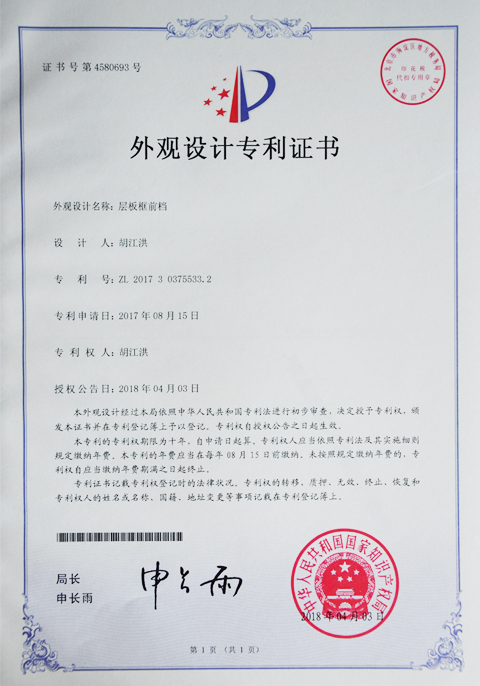 证书号第4580693号
印花税
代扣专用章
外观设计专利证书
外观设计名称：层板框前档
设计人：胡江洪
专利号：ZL 2017 3 0375533.2
专利申请日：2017年08月15日
专利权人：胡江洪
授权公告日：2018年04月03日
本外观设计经过本局依照中华人民共和国专利法进行初步审查，决定授予专利权，颁
发本证书并在专利登记簿上予以登记。专利权自授权公告之日起生效。
本专利的专利权期限为十年，自申请日起算。专利权人应当依照专利法及其实施细则
规定缴纳年费。本专利的年费应当在每年08月15日前缴纳。未按照规定缴纳年费的，专利
权自应当缴纳年费期满之日起终止。
专利证书记载专利权登记时的法律状况。专利权的转移、质押、无效、终止、恢复和
专利权人的姓名或名称、国籍、地址变更等事项记载在专利登记簿上。
局长
申长雨
申长雨
中华人民共和国国家知识产权局
2018年04月03日
第1页（共1页）